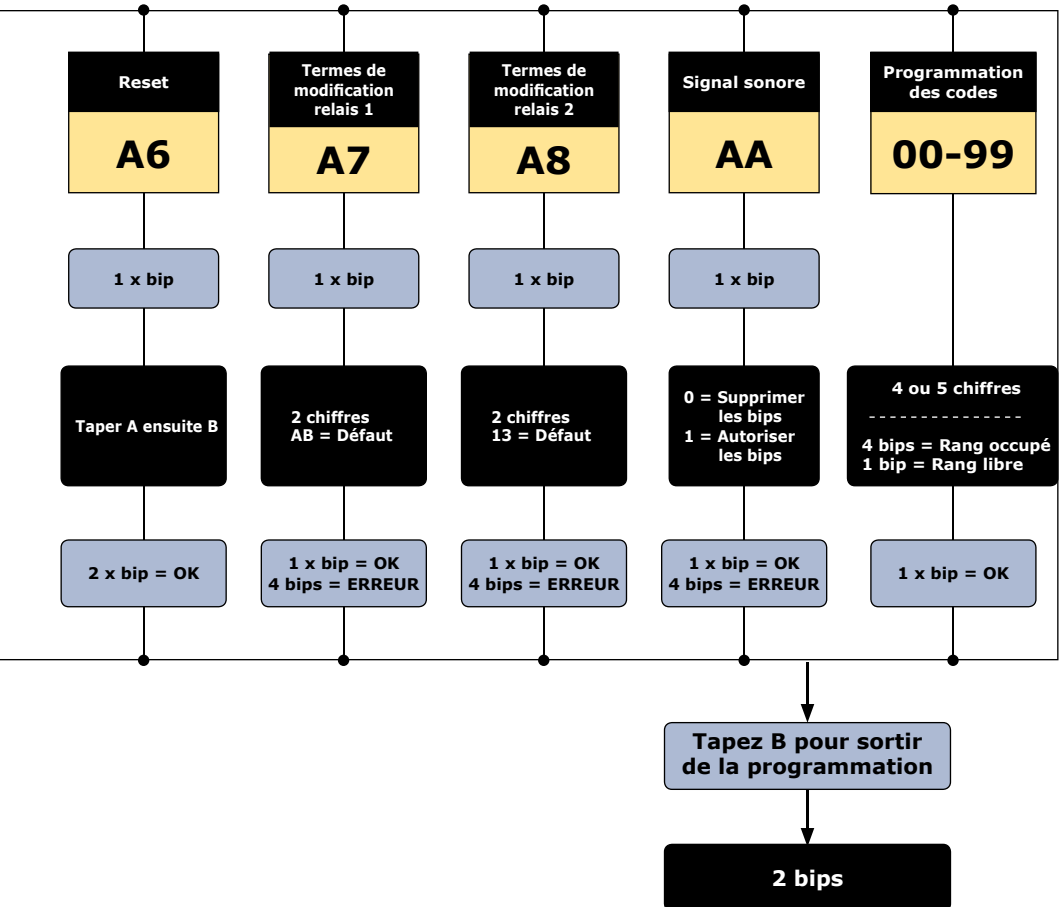 Reset
A6
1 x bip
Taper A ensuite B
2 x bip = OK
Termes de
modification
relais 1
A7
1 x bip
2 chiffres
AB = Défaut
1 x bip = OK
4 bips = ERREUR
Termes de
modification
relais 2
A8
1 x bip
2 chiffres
13 = Défaut
1 x bip = OK
4 bips = ERREUR
Signal sonore
AA
1 x bip
0 = Supprimer
les bips
1 = Autoriser
les bips
1 x bip = OK
4 bips = ERREUR
Programmation
des codes
00-99
4 ou 5 chiffres
- - - - - - - - - - - - - - - -
4 bips = Rang occupé
1 bip = Rang libre
1 x bip = OK
Tapez B pour sortir
de la programmation
2 bips